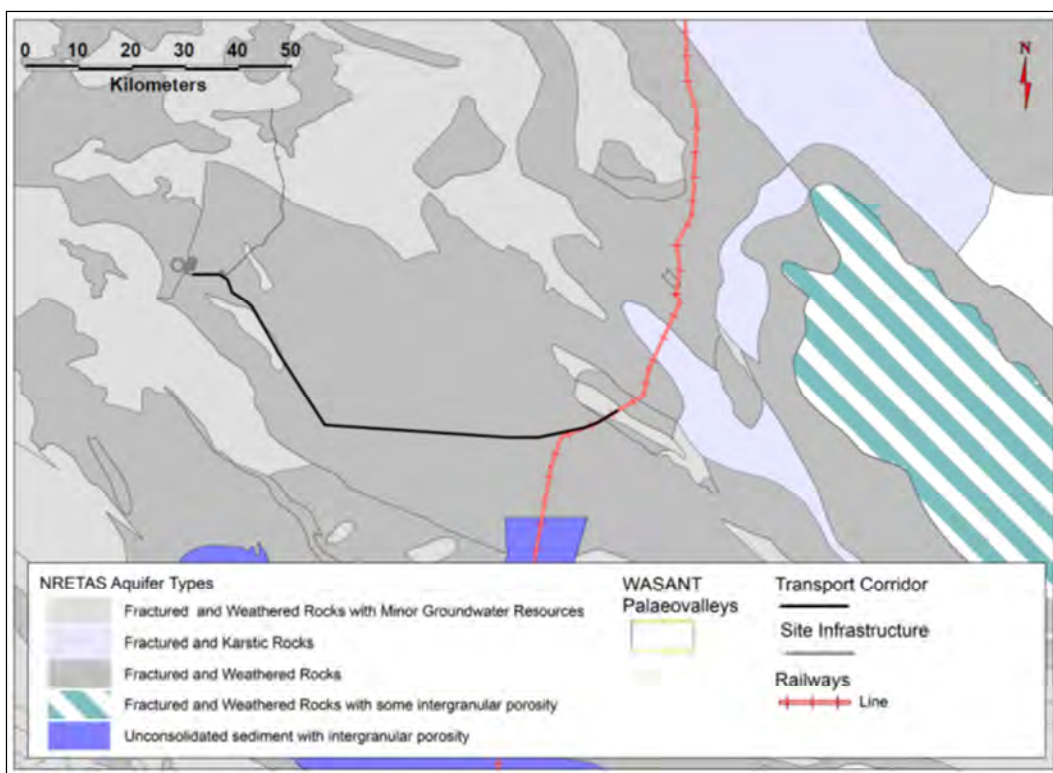 0 10 20 30 40 50
Kilometers
N
NRETAS Aquifer Types
Fractured and Weathered Rocks with Minor Groundwater Resources
Fractured and Karstic Rocks
Fractured and Weathered Rocks
Fractured and Weathered Rocks with some intergranular porosity
Unconsolidated sediment with intergranular porosity
WASANT
Palaeovalleys
Transport Corridor
Site Infrastructure
Railways
Line